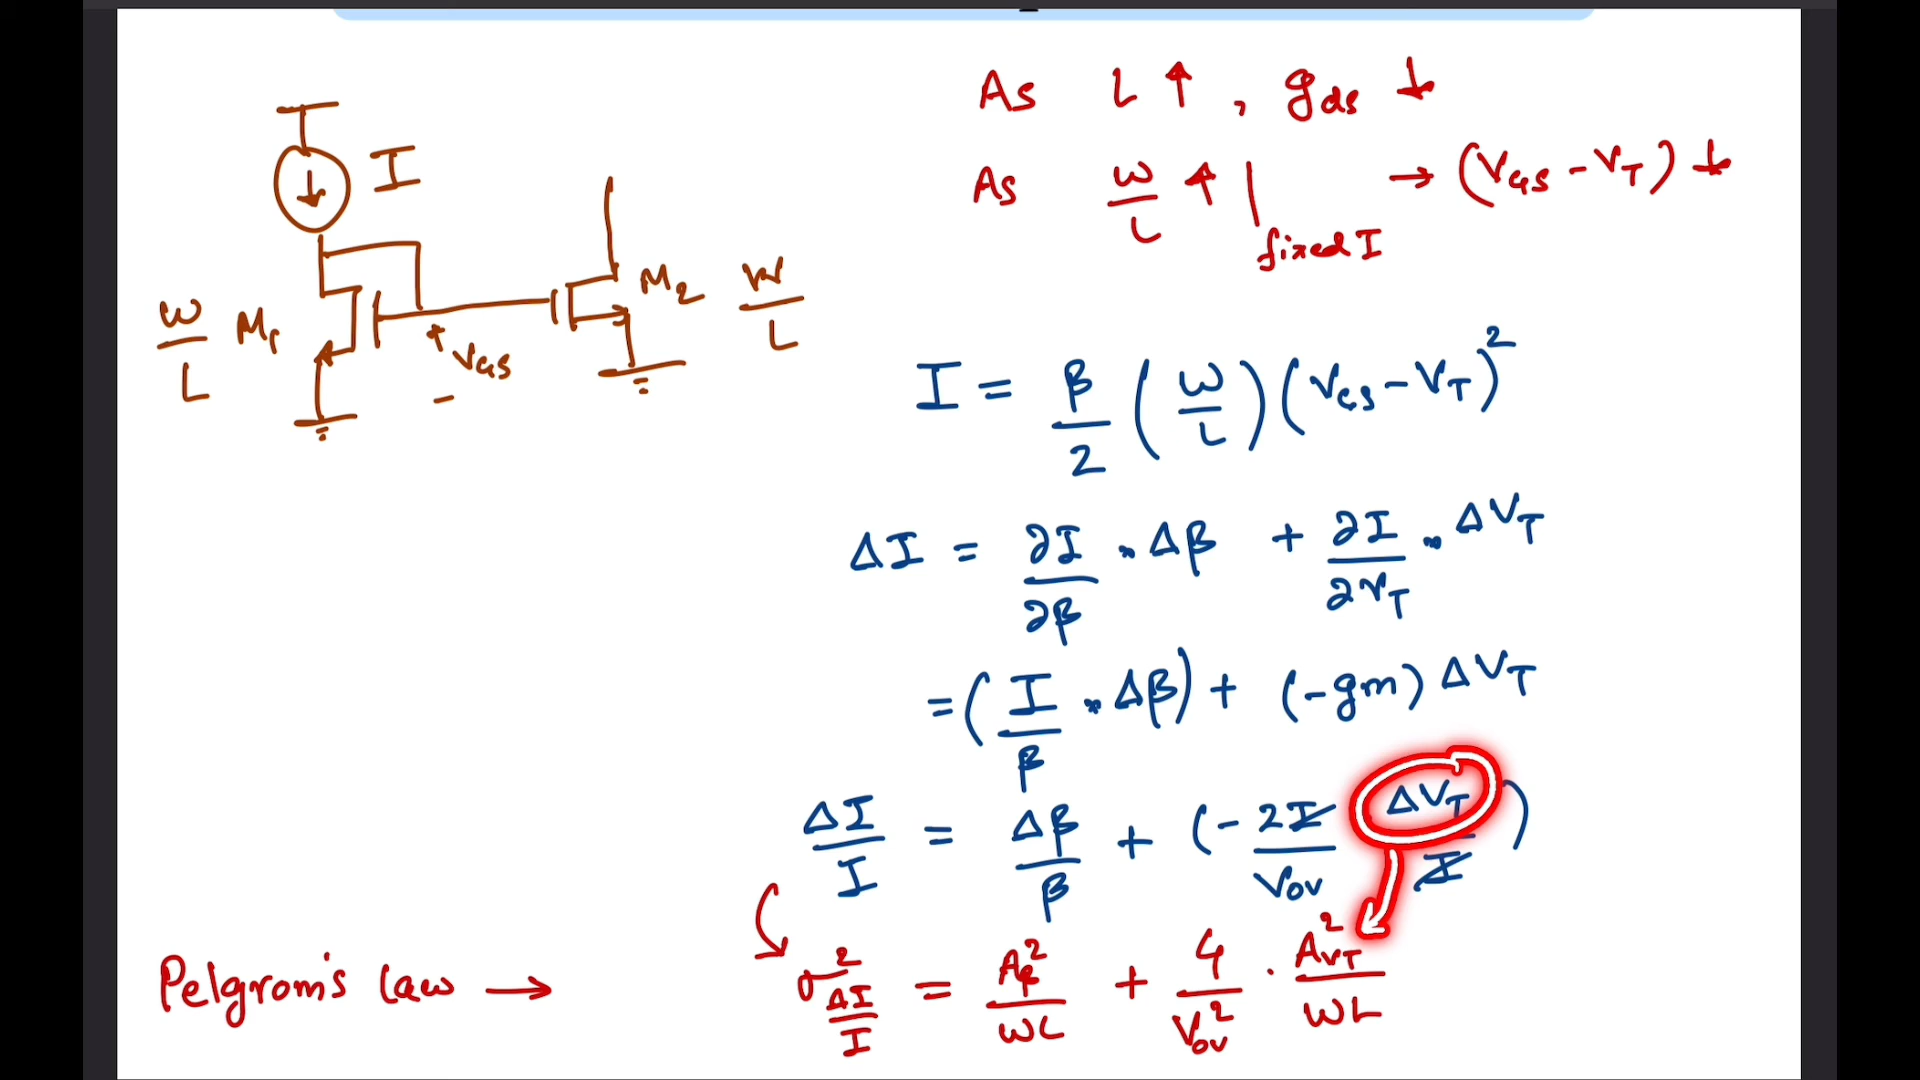 As L ↑ , gds ↓
As W/L ↑ | fixed I → (VGS - VT) ↓
I
W/L M1
+ VGS -
M2 W/L
I = β/2 (W/L) (VGS - VT)²
ΔI = ∂I/∂β · Δβ + ∂I/∂VT · ΔVT
= (I/β · Δβ) + (-gm) ΔVT
ΔI/I = Δβ/β + (- 2I/Vov ΔVT/I)
Pelgrom's law → σ²ΔI/I = Aβ²/WL + 4/Vov² · AVT²/WL